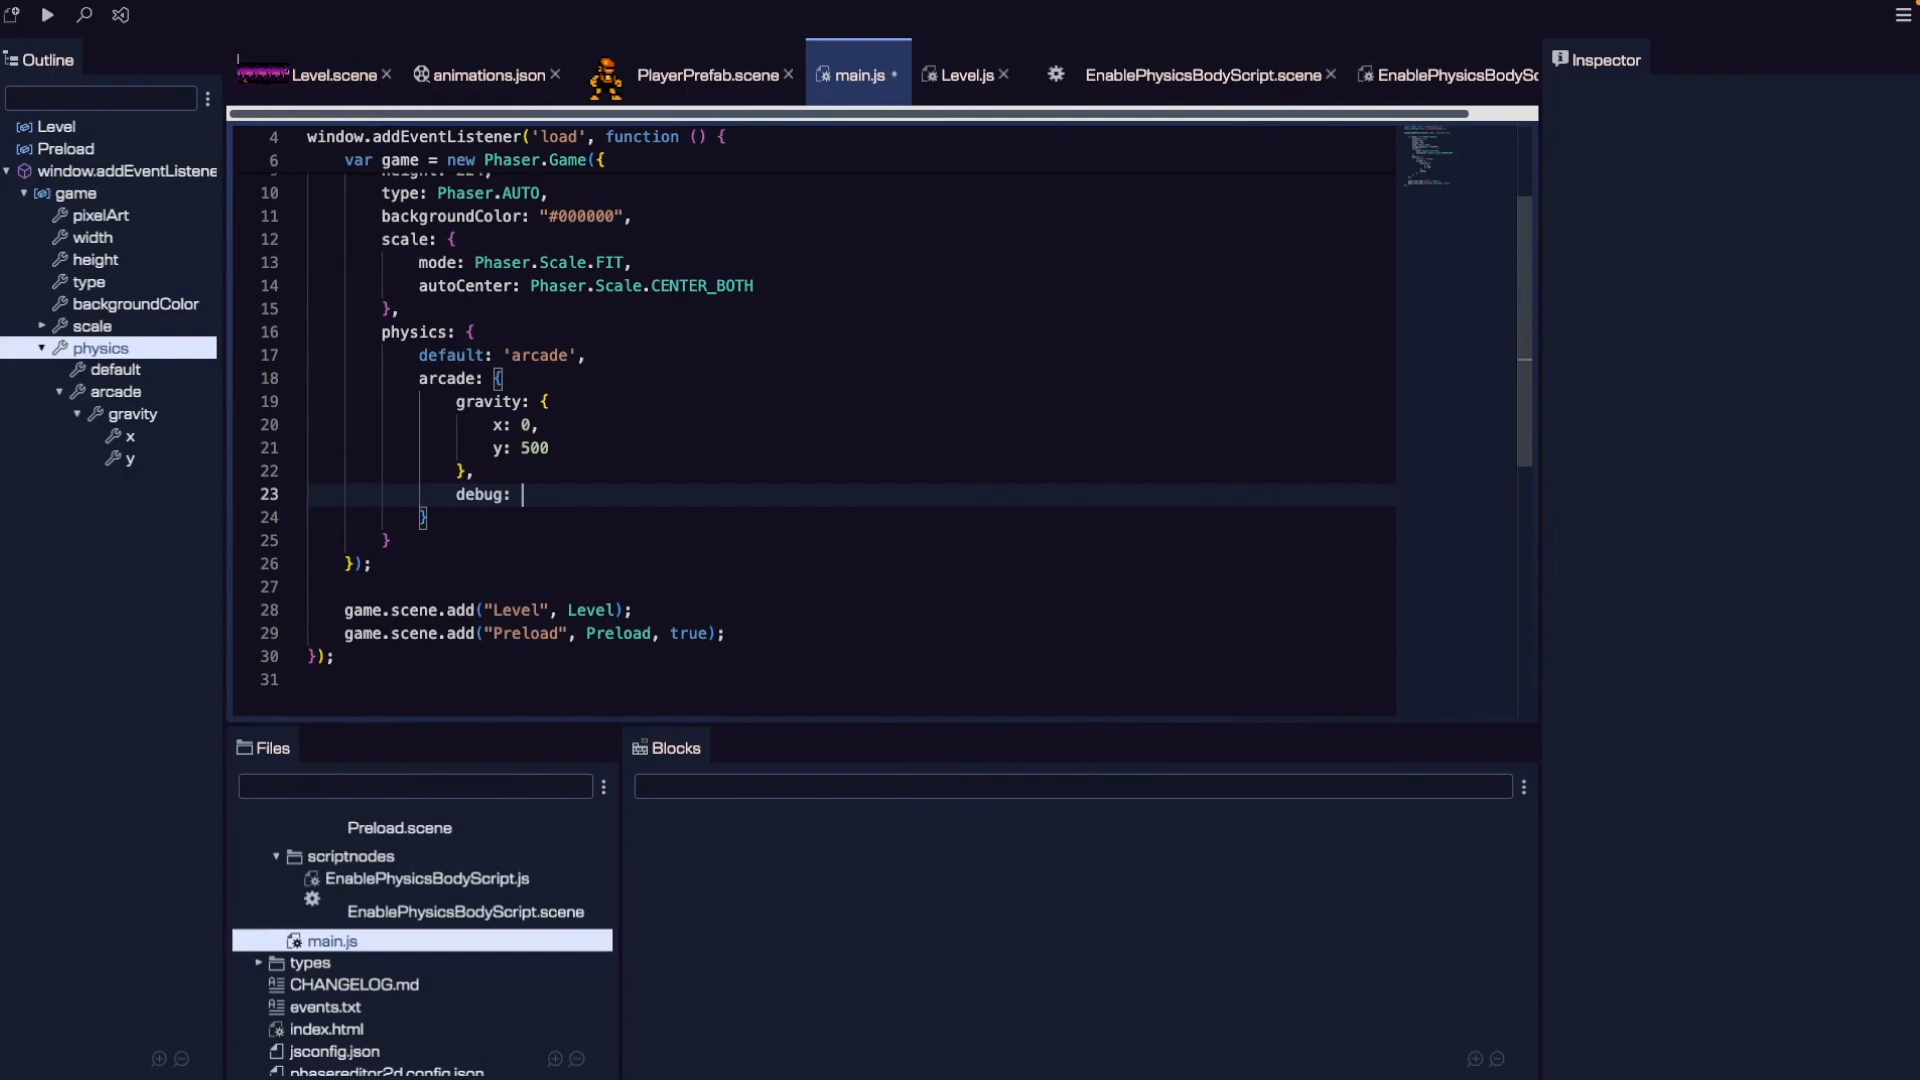 Outline
Level
Preload
window.addEventListene
game
pixelArt
width
height
type
backgroundColor
scale
physics
default
arcade
gravity
x
y
Level.scene
animations.json
PlayerPrefab.scene
main.js
Level.js
EnablePhysicsBodyScript.scene
EnablePhysicsBodySc
4 window.addEventListener('load', function () {
6 var game = new Phaser.Game({
10 type: Phaser.AUTO,
11 backgroundColor: "#000000",
12 scale: {
13 mode: Phaser.Scale.FIT,
14 autoCenter: Phaser.Scale.CENTER_BOTH
15 },
16 physics: {
17 default: 'arcade',
18 arcade: {
19 gravity: {
20 x: 0,
21 y: 500
22 },
23 debug:
24 }
25 }
26 });
27
28 game.scene.add("Level", Level);
29 game.scene.add("Preload", Preload, true);
30 });
31
Inspector
Files
Preload.scene
scriptnodes
EnablePhysicsBodyScript.js
EnablePhysicsBodyScript.scene
main.js
types
CHANGELOG.md
events.txt
index.html
jsconfig.json
phasereditor2d.config.json
Blocks